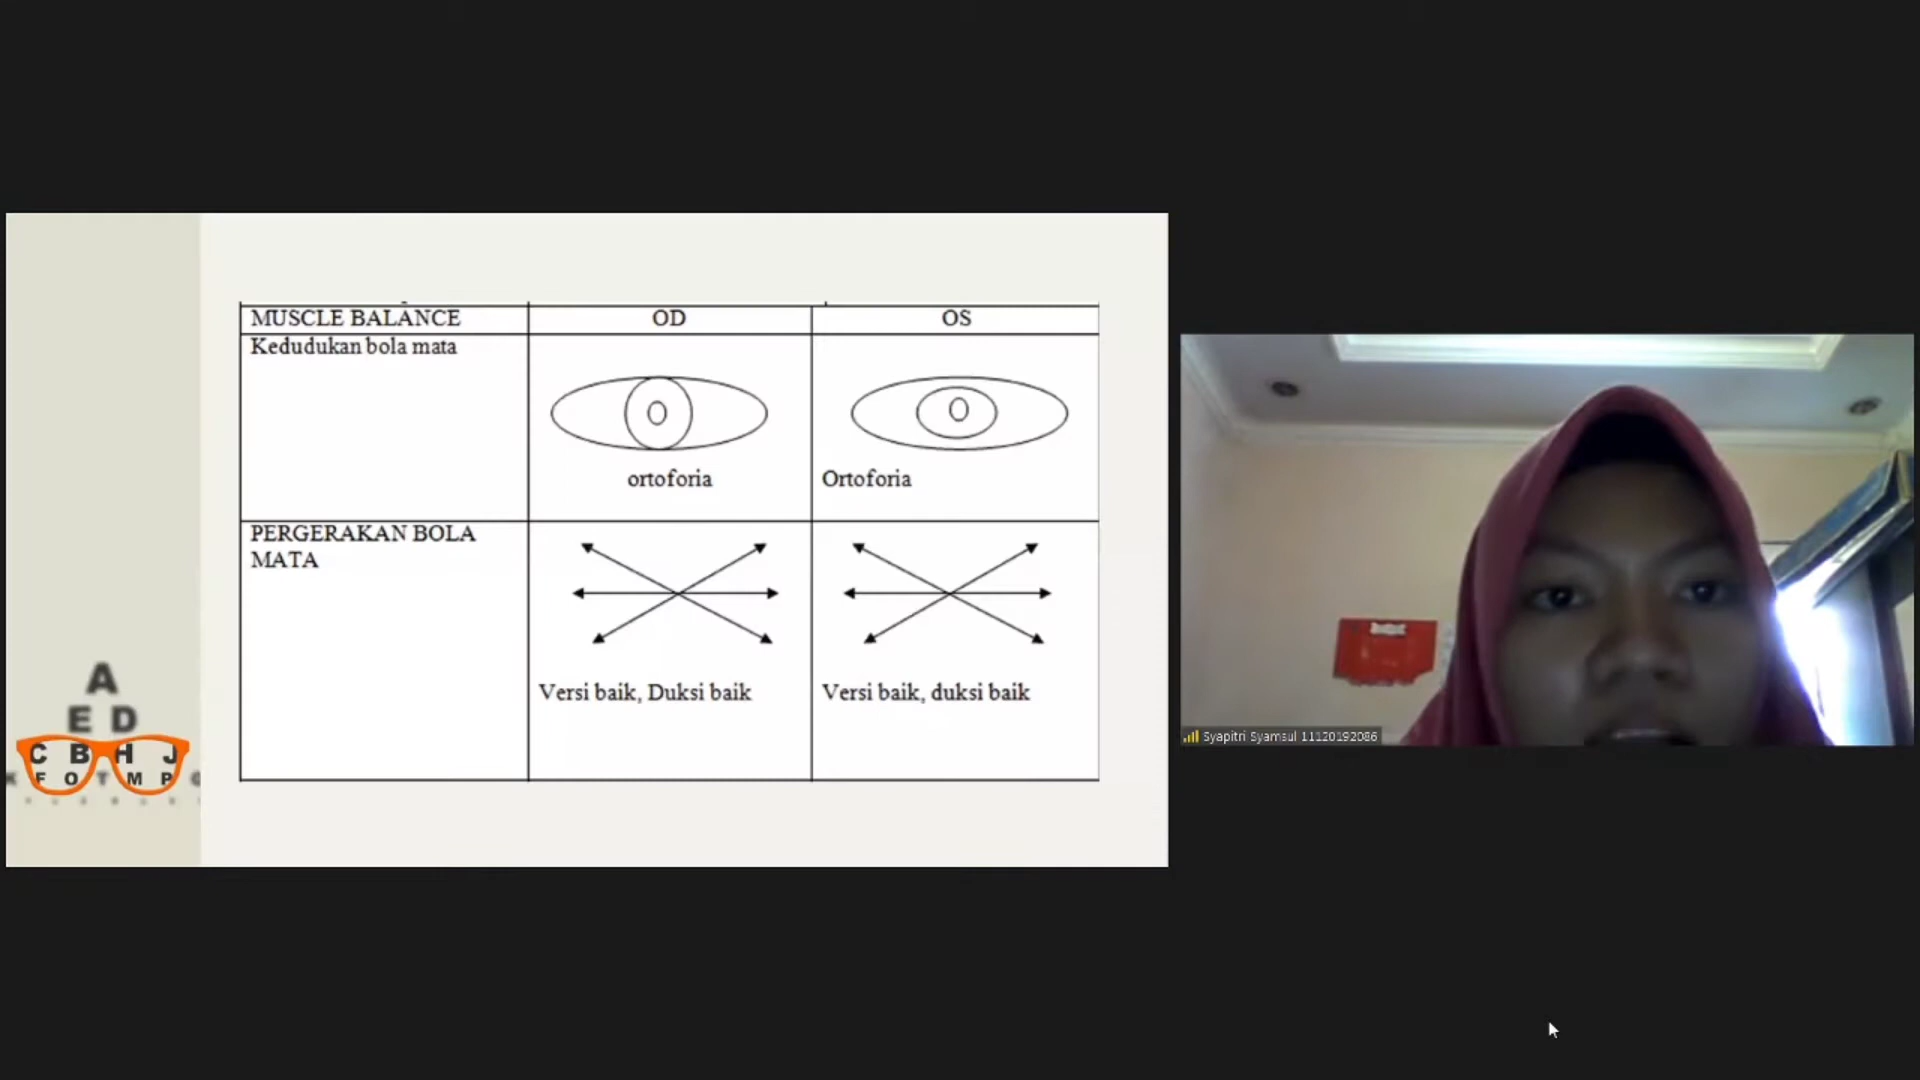 MUSCLE BALANCE
OD
OS
Kedudukan bola mata
ortoforia
Ortoforia
PERGERAKAN BOLA
MATA
Versi baik, Duksi baik
Versi baik, duksi baik
A
E D
C B H J
F O T M P
Syapitri Syamsul 11120192086